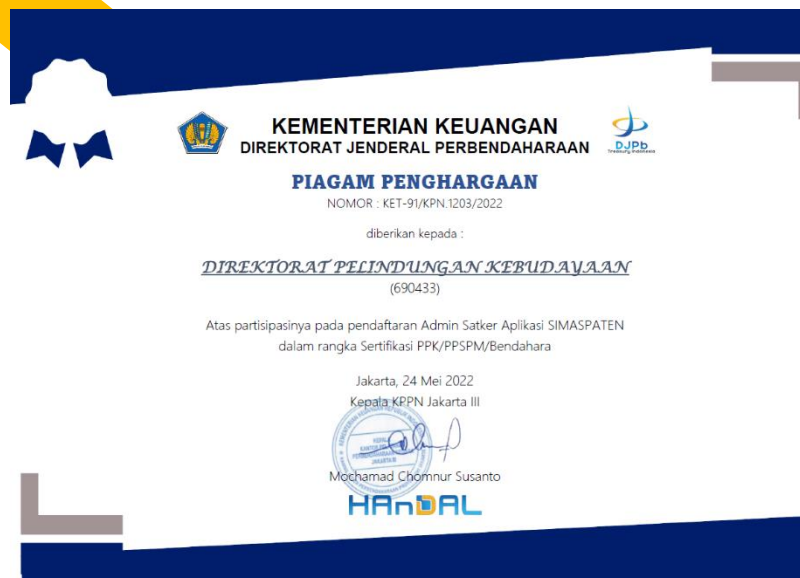 KEMENTERIAN KEUANGAN
DIREKTORAT JENDERAL PERBENDAHARAAN
DJPb
Treasury Indonesia
PIAGAM PENGHARGAAN
NOMOR : KET-91/KPN.1203/2022
diberikan kepada :
DIREKTORAT PELINDUNGAN KEBUDAYAAN
(690433)
Atas partisipasinya pada pendaftaran Admin Satker Aplikasi SIMASPATEN
dalam rangka Sertifikasi PPK/PPSPM/Bendahara
Jakarta, 24 Mei 2022
Kepala KPPN Jakarta III
Mochamad Chomnur Susanto
HAnDAL